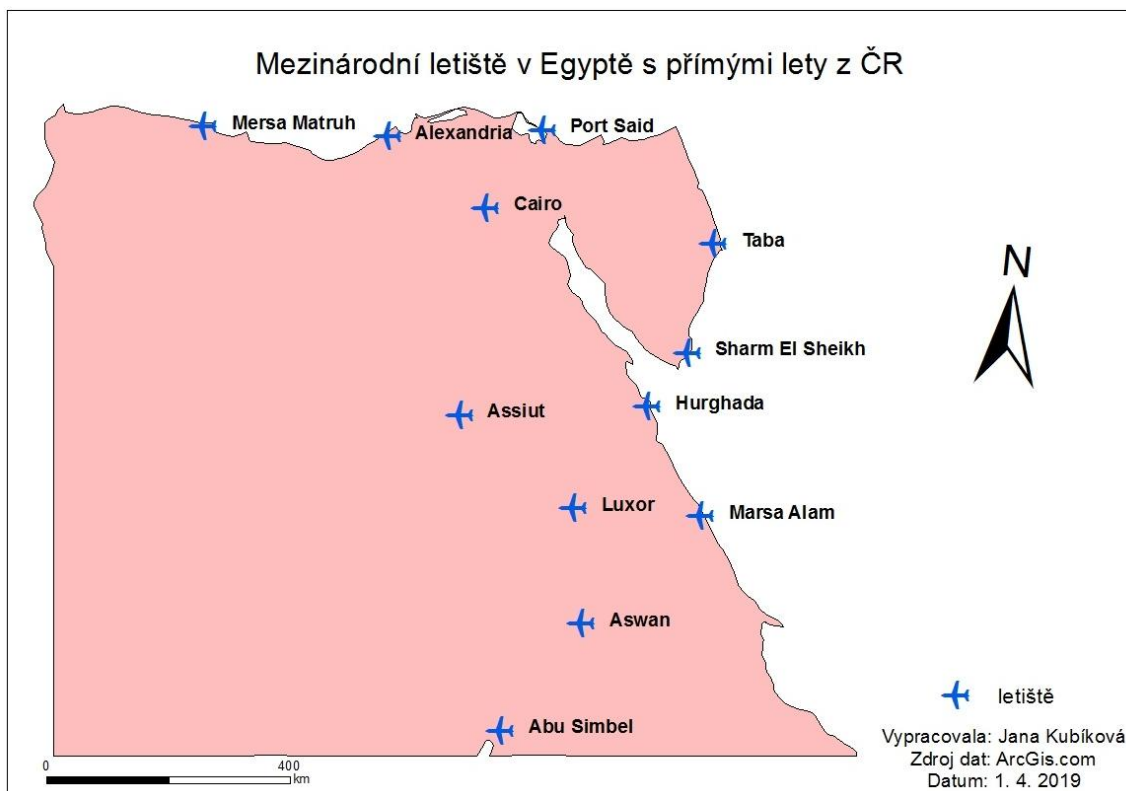 Mezinárodní letiště v Egyptě s přímými lety z ČR
Mersa Matruh
Alexandria
Port Said
Cairo
Taba
N
Sharm El Sheikh
Hurghada
Assiut
Luxor
Marsa Alam
Aswan
Abu Simbel
letiště
Vypracovala: Jana Kubíková
Zdroj dat: ArcGis.com
Datum: 1. 4. 2019
0 400
km